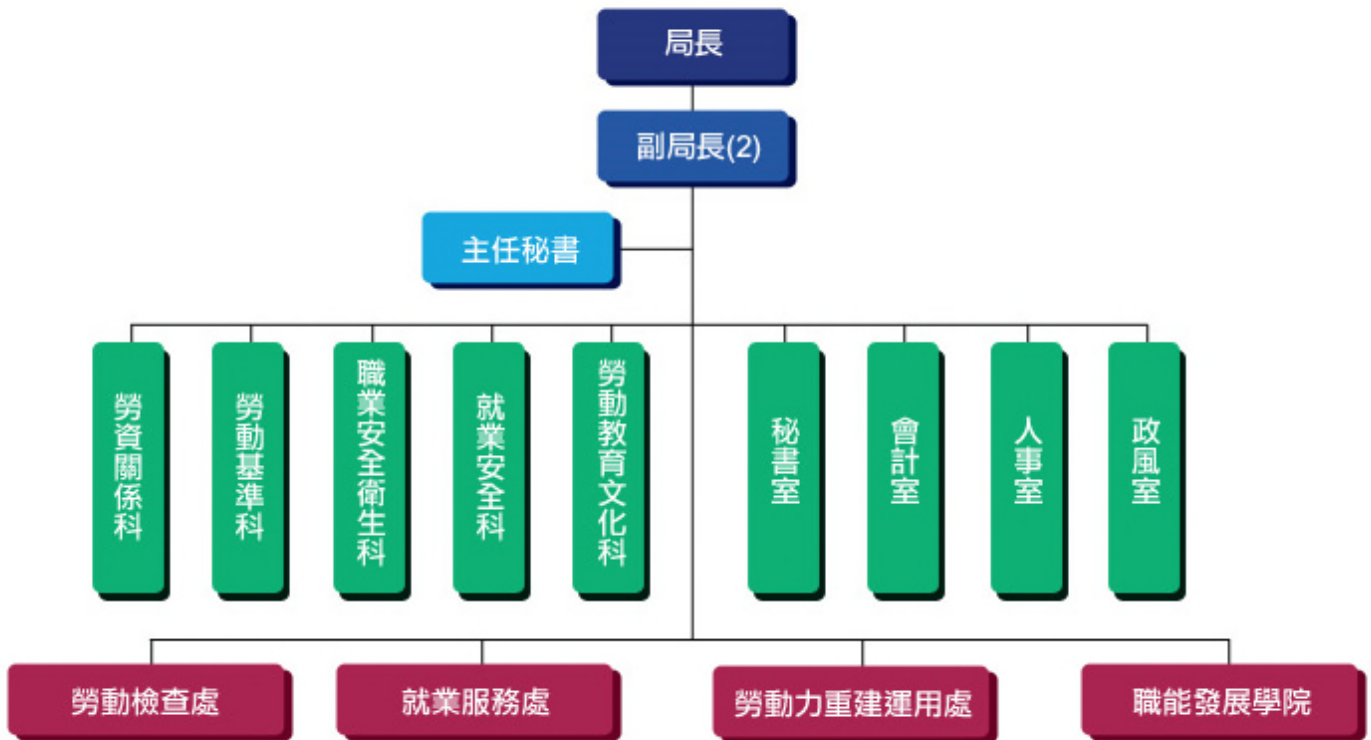 局長
副局長(2)
主任秘書
勞資關係科
勞動基準科
職業安全衛生科
就業安全科
勞動教育文化科
秘書室
會計室
人事室
政風室
勞動檢查處
就業服務處
勞動力重建運用處
職能發展學院